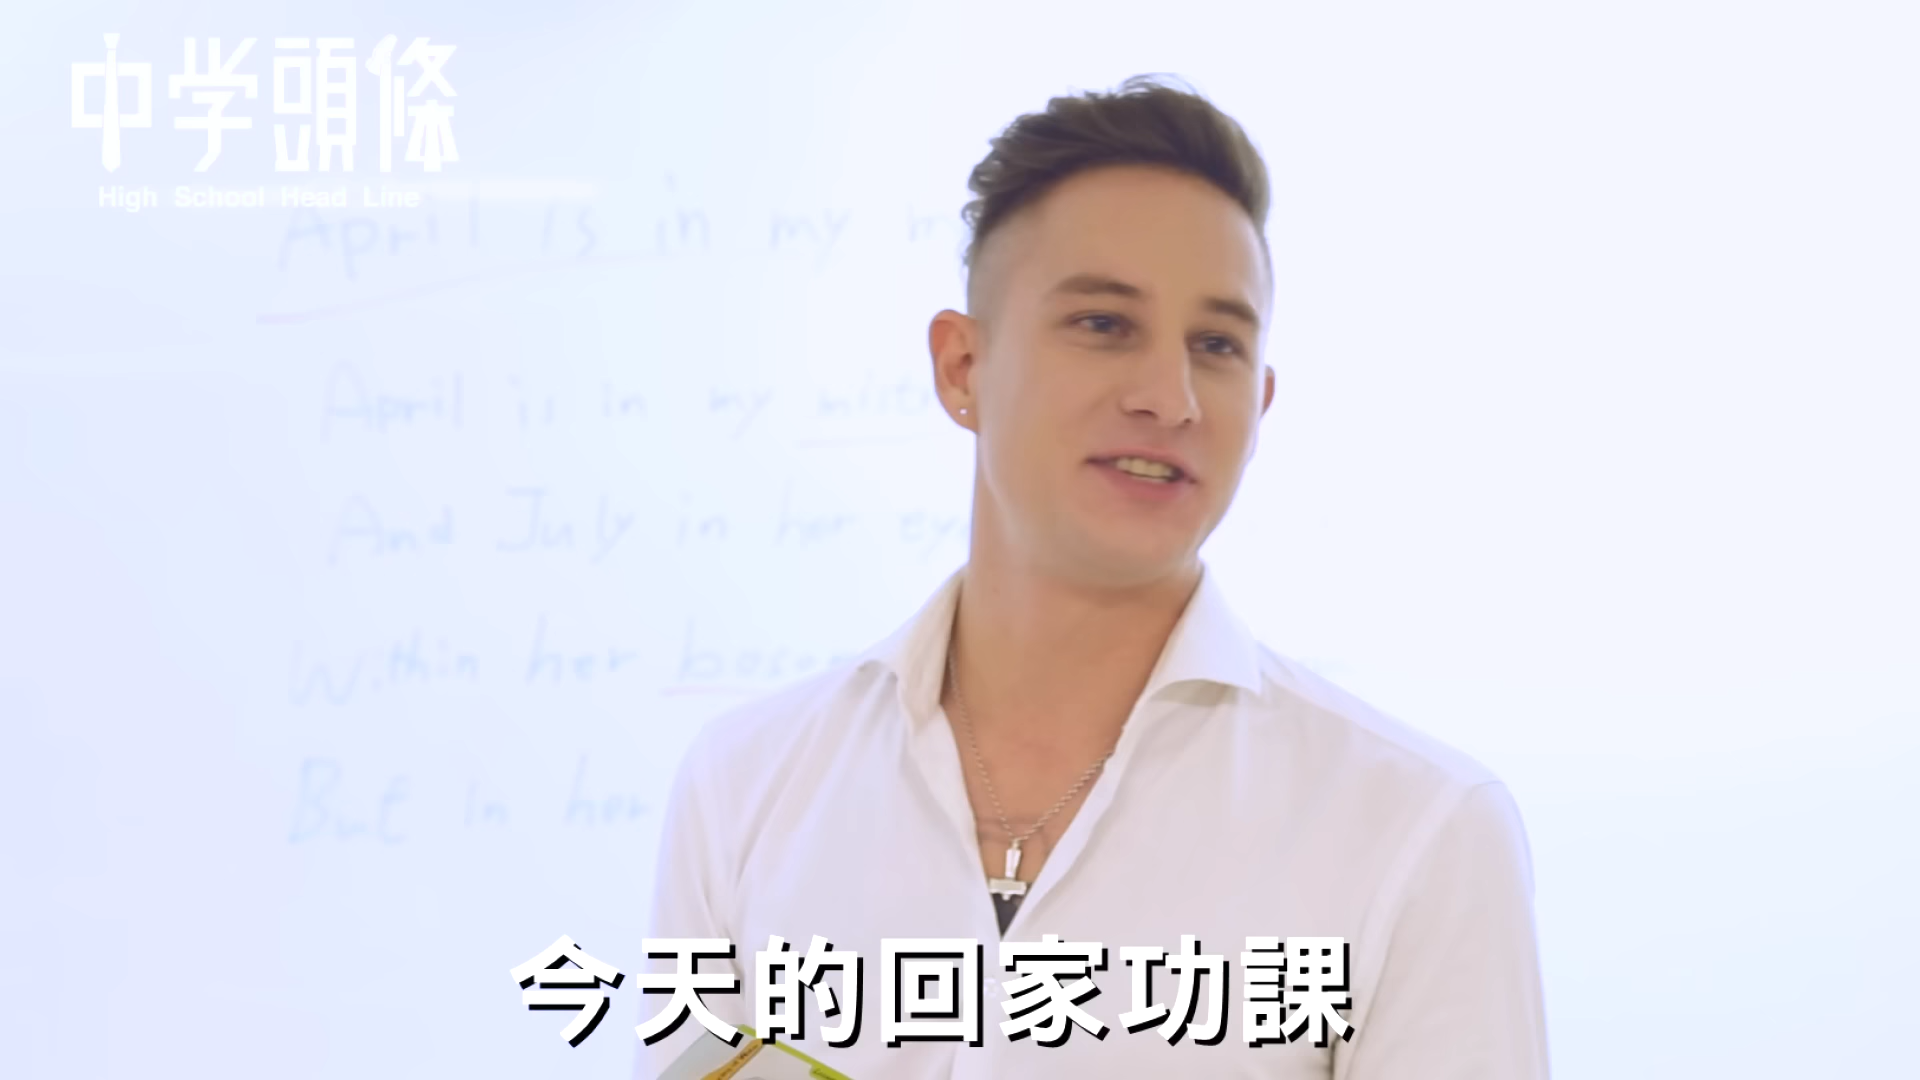 中学頭條
High School Head Line
April is in my
April is in my
And July in her
Within her
But in her
今天的回家功課